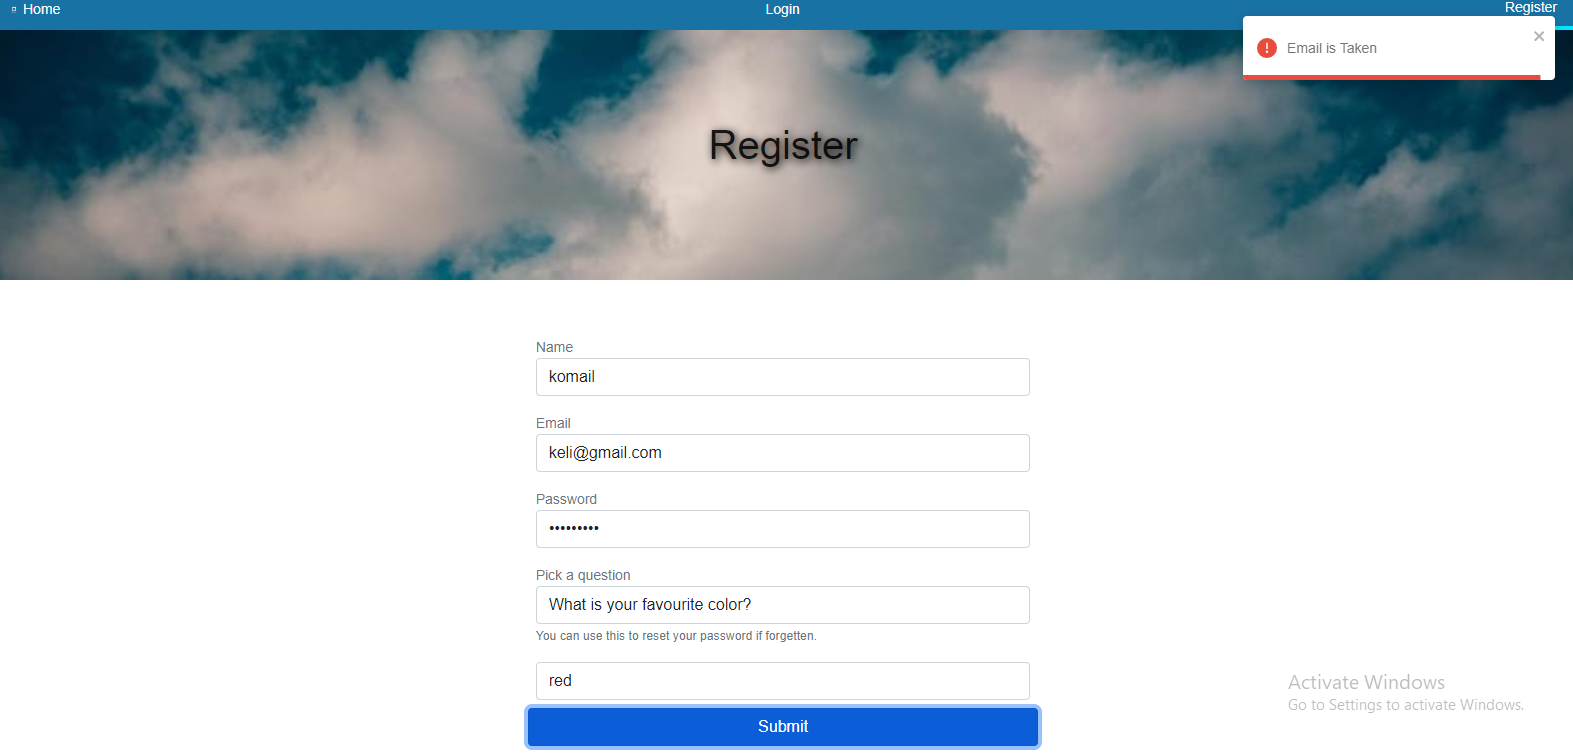 Home Login Register
Email is Taken
Register
Name
komail
Email
keli@gmail.com
Password
•••••••••
Pick a question
What is your favourite color?
You can use this to reset your password if forgetten.
red
Submit
Activate Windows
Go to Settings to activate Windows.